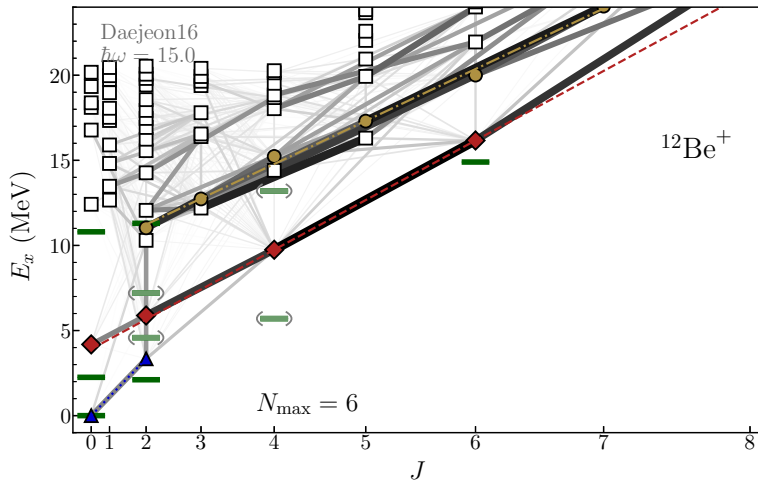 Daejeon16
ℏω = 15.0
20
15
10
5
0
E_x (MeV)
¹²Be⁺
N_max = 6
0 1 2 3 4 5 6 7 8
J